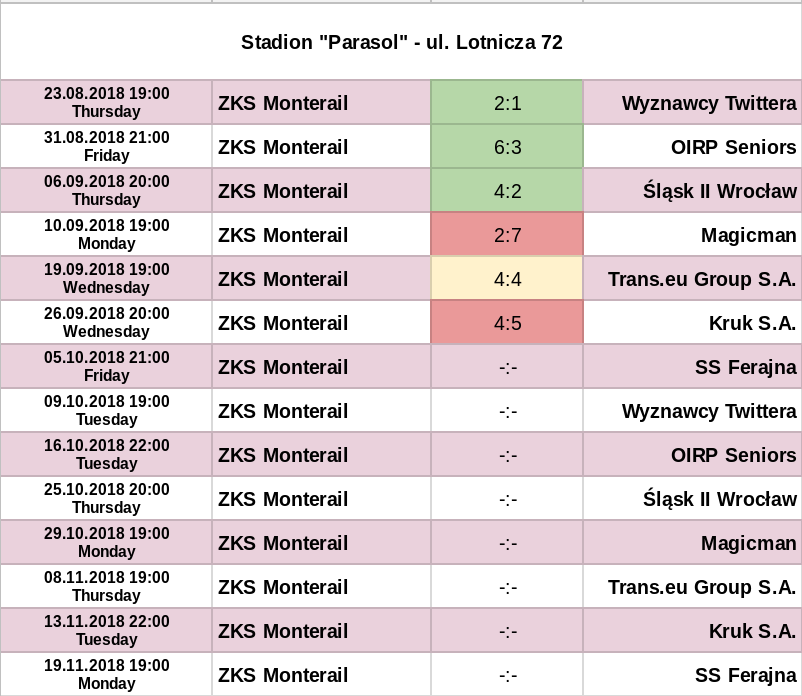 Stadion "Parasol" - ul. Lotnicza 72
23.08.2018 19:00
Thursday
ZKS Monterail
2:1
Wyznawcy Twittera
31.08.2018 21:00
Friday
ZKS Monterail
6:3
OIRP Seniors
06.09.2018 20:00
Thursday
ZKS Monterail
4:2
Śląsk II Wrocław
10.09.2018 19:00
Monday
ZKS Monterail
2:7
Magicman
19.09.2018 19:00
Wednesday
ZKS Monterail
4:4
Trans.eu Group S.A.
26.09.2018 20:00
Wednesday
ZKS Monterail
4:5
Kruk S.A.
05.10.2018 21:00
Friday
ZKS Monterail
-:-
SS Ferajna
09.10.2018 19:00
Tuesday
ZKS Monterail
-:-
Wyznawcy Twittera
16.10.2018 22:00
Tuesday
ZKS Monterail
-:-
OIRP Seniors
25.10.2018 20:00
Thursday
ZKS Monterail
-:-
Śląsk II Wrocław
29.10.2018 19:00
Monday
ZKS Monterail
-:-
Magicman
08.11.2018 19:00
Thursday
ZKS Monterail
-:-
Trans.eu Group S.A.
13.11.2018 22:00
Tuesday
ZKS Monterail
-:-
Kruk S.A.
19.11.2018 19:00
Monday
ZKS Monterail
-:-
SS Ferajna